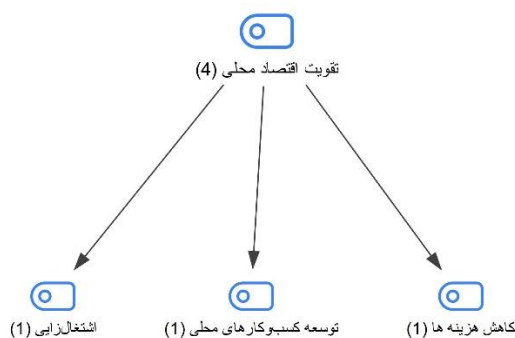 تقویت اقتصاد محلی (4)
اشتغال‌زایی (1)
توسعه کسب‌وکارهای محلی (1)
کاهش هزینه ها (1)